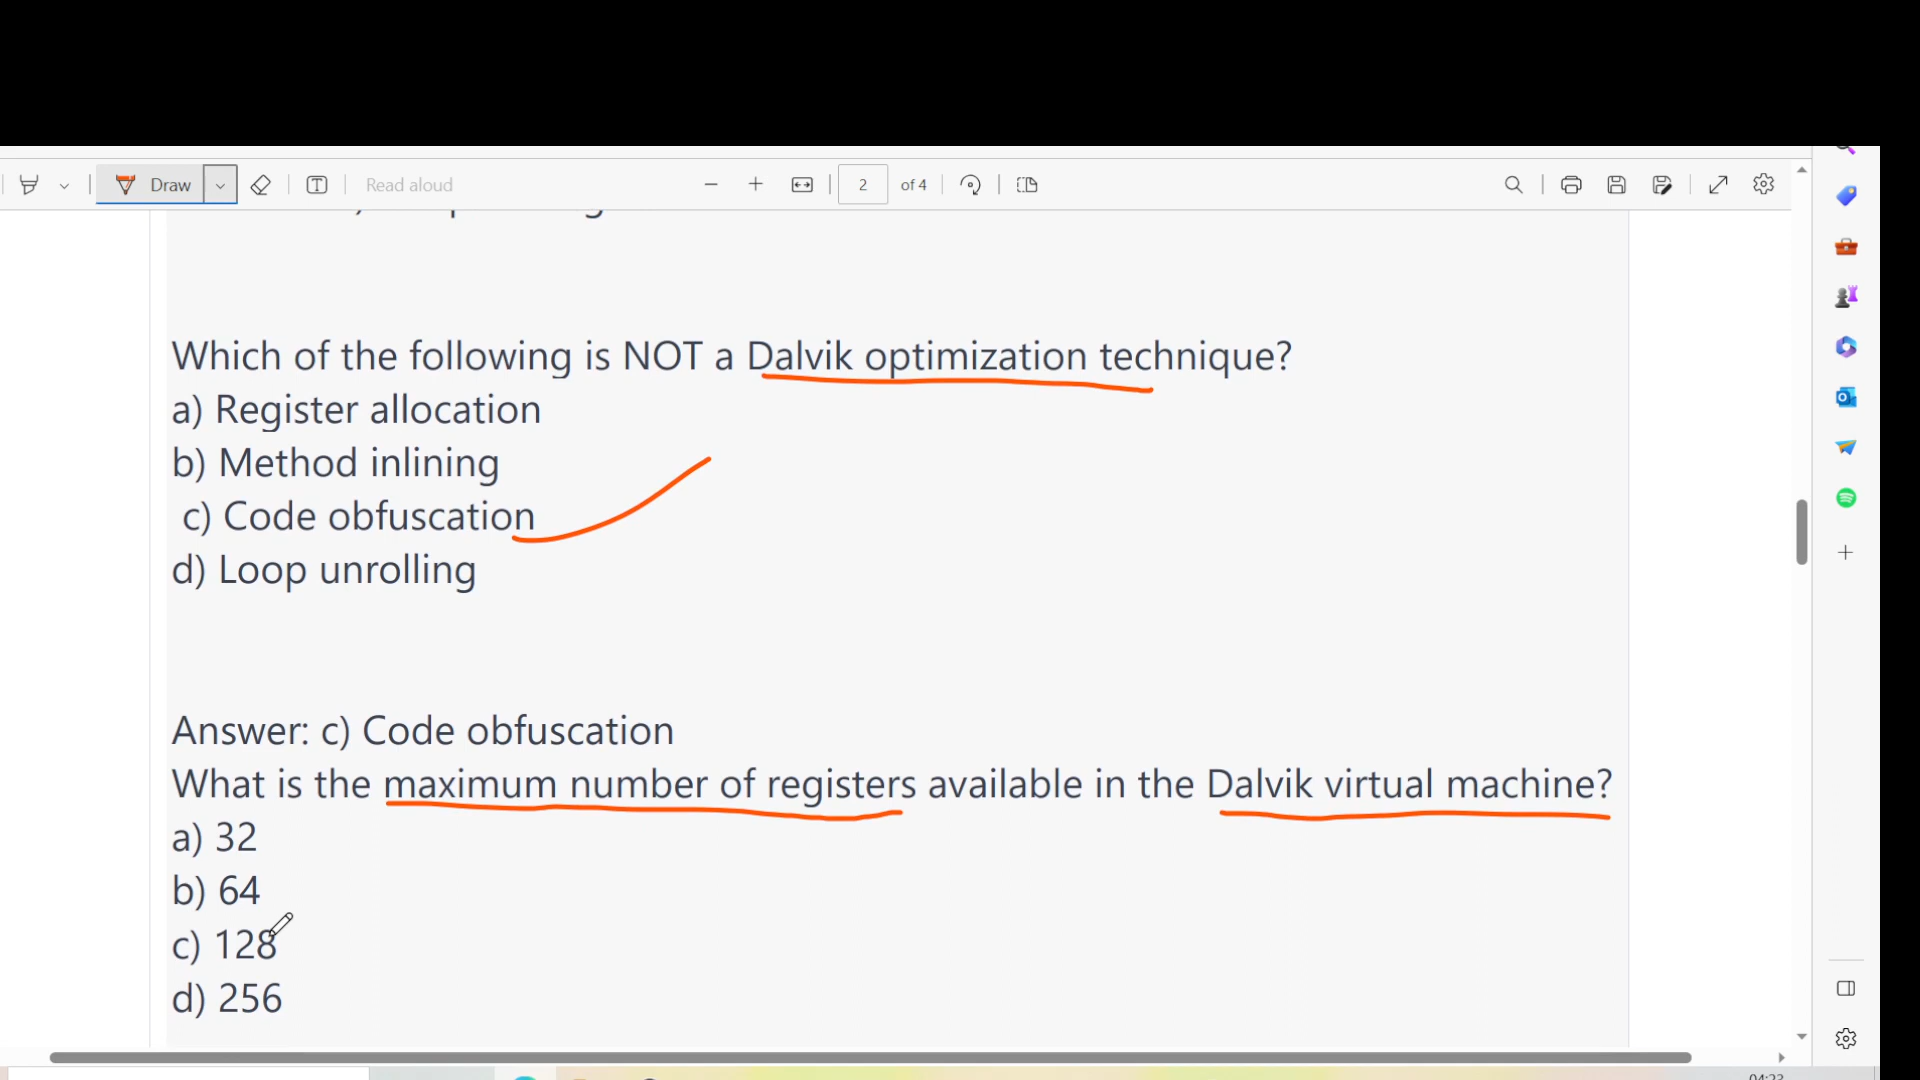 Draw
Read aloud
2
of 4
Which of the following is NOT a Dalvik optimization technique?
a) Register allocation
b) Method inlining
c) Code obfuscation
d) Loop unrolling
Answer: c) Code obfuscation
What is the maximum number of registers available in the Dalvik virtual machine?
a) 32
b) 64
c) 128
d) 256